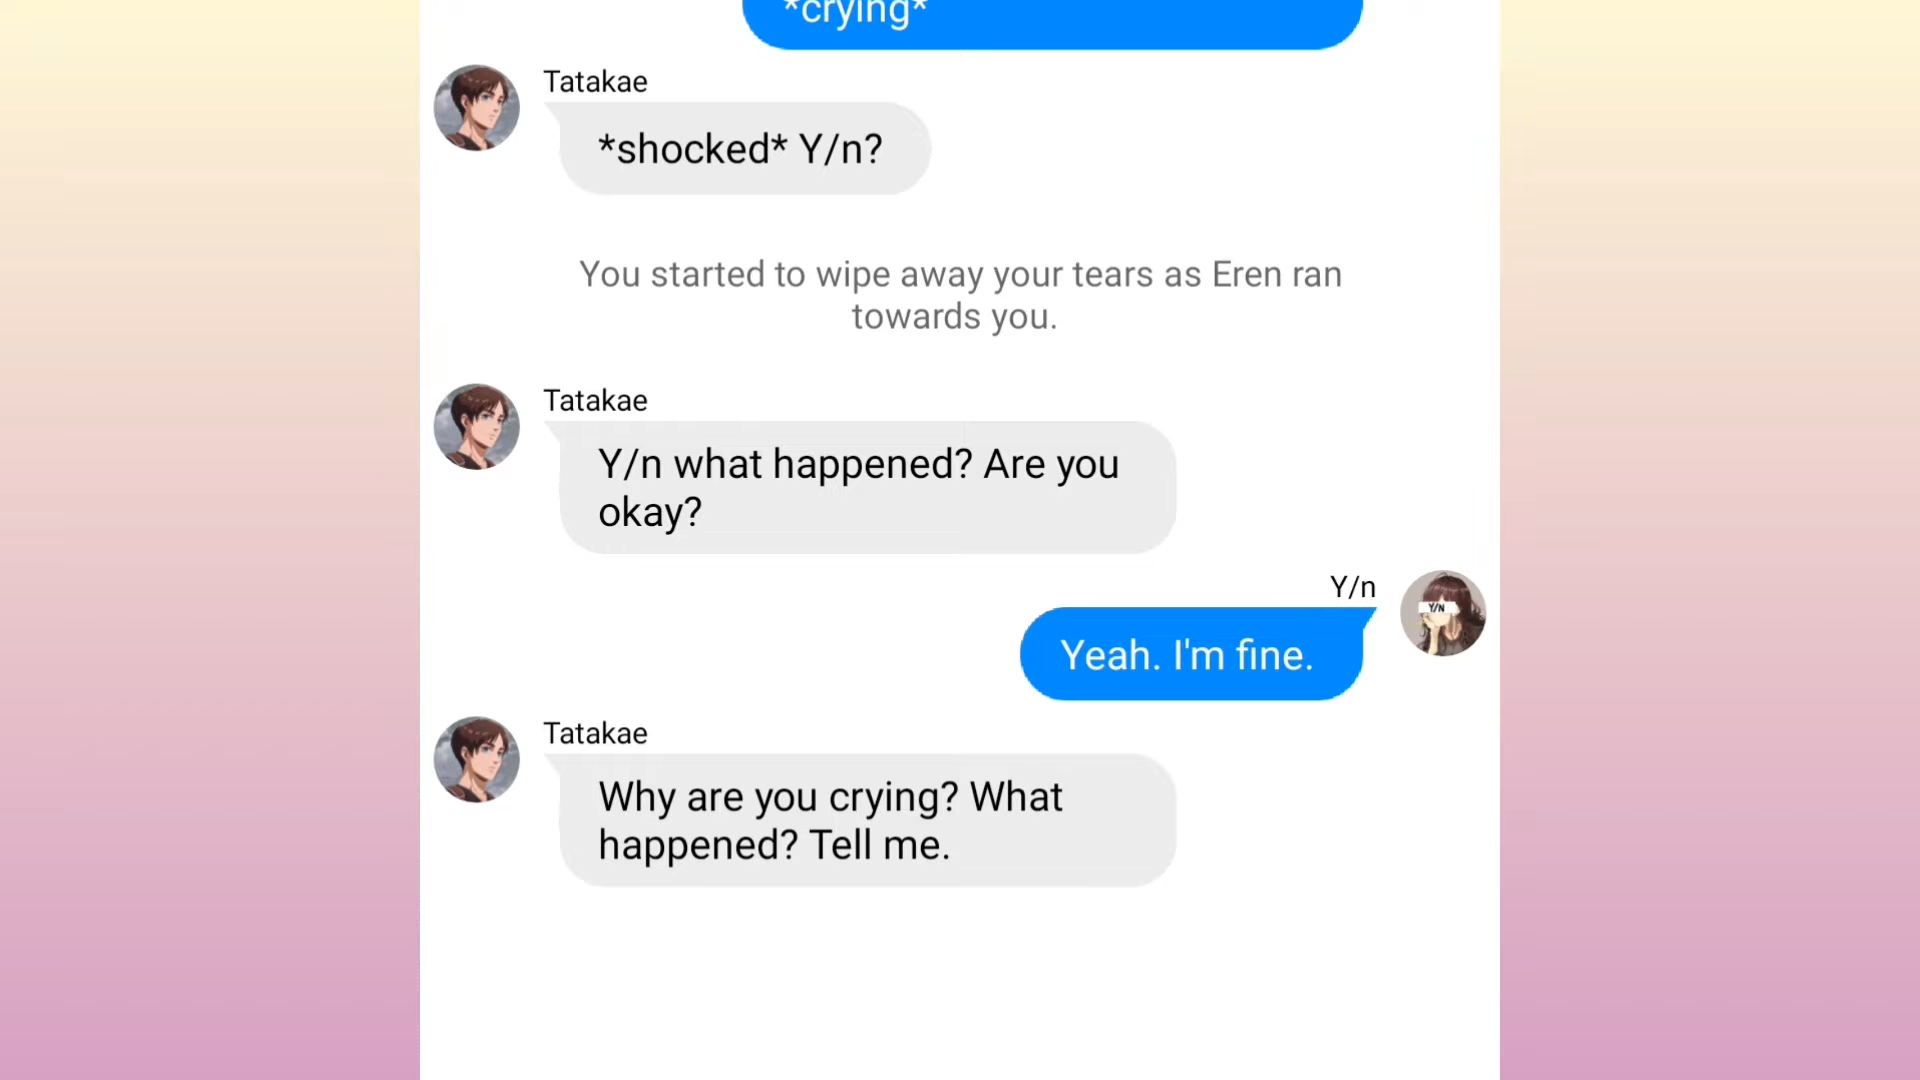 *crying*
Tatakae
*shocked* Y/n?
You started to wipe away your tears as Eren ran
towards you.
Tatakae
Y/n what happened? Are you
okay?
Y/n
Y/N
Yeah. I'm fine.
Tatakae
Why are you crying? What
happened? Tell me.